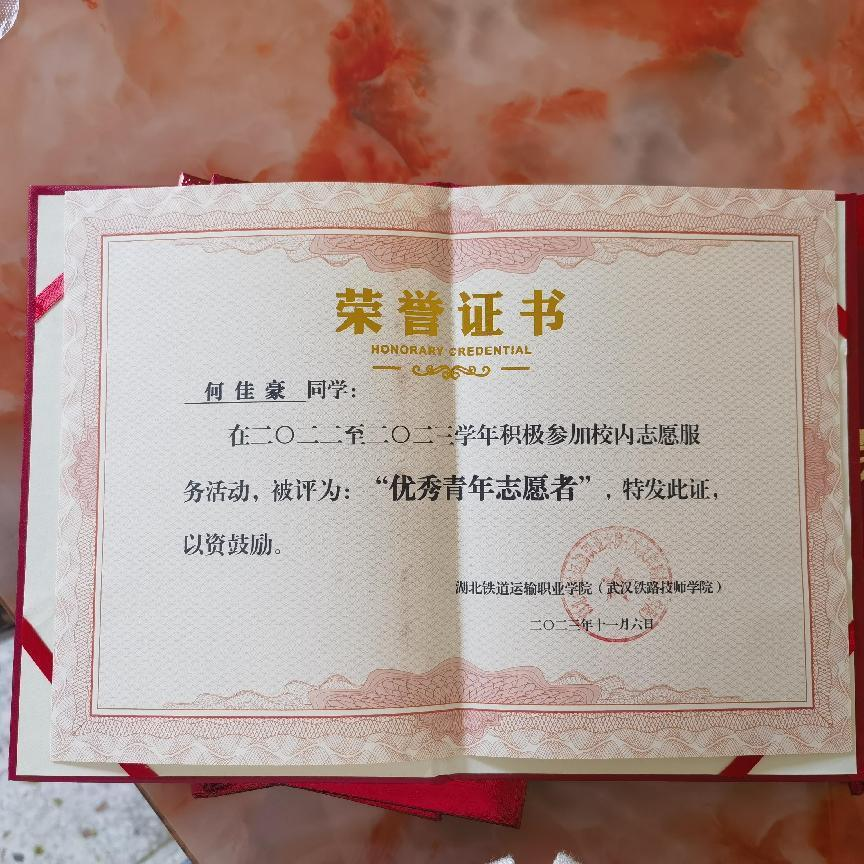 荣誉证书
HONORARY CREDENTIAL
何佳豪 同学：
在二〇二二至二〇二三学年积极参加校内志愿服
务活动，被评为：“优秀青年志愿者”，特发此证，
以资鼓励。
湖北铁道运输职业学院（武汉铁路技师学院）
二〇二三年十一月六日